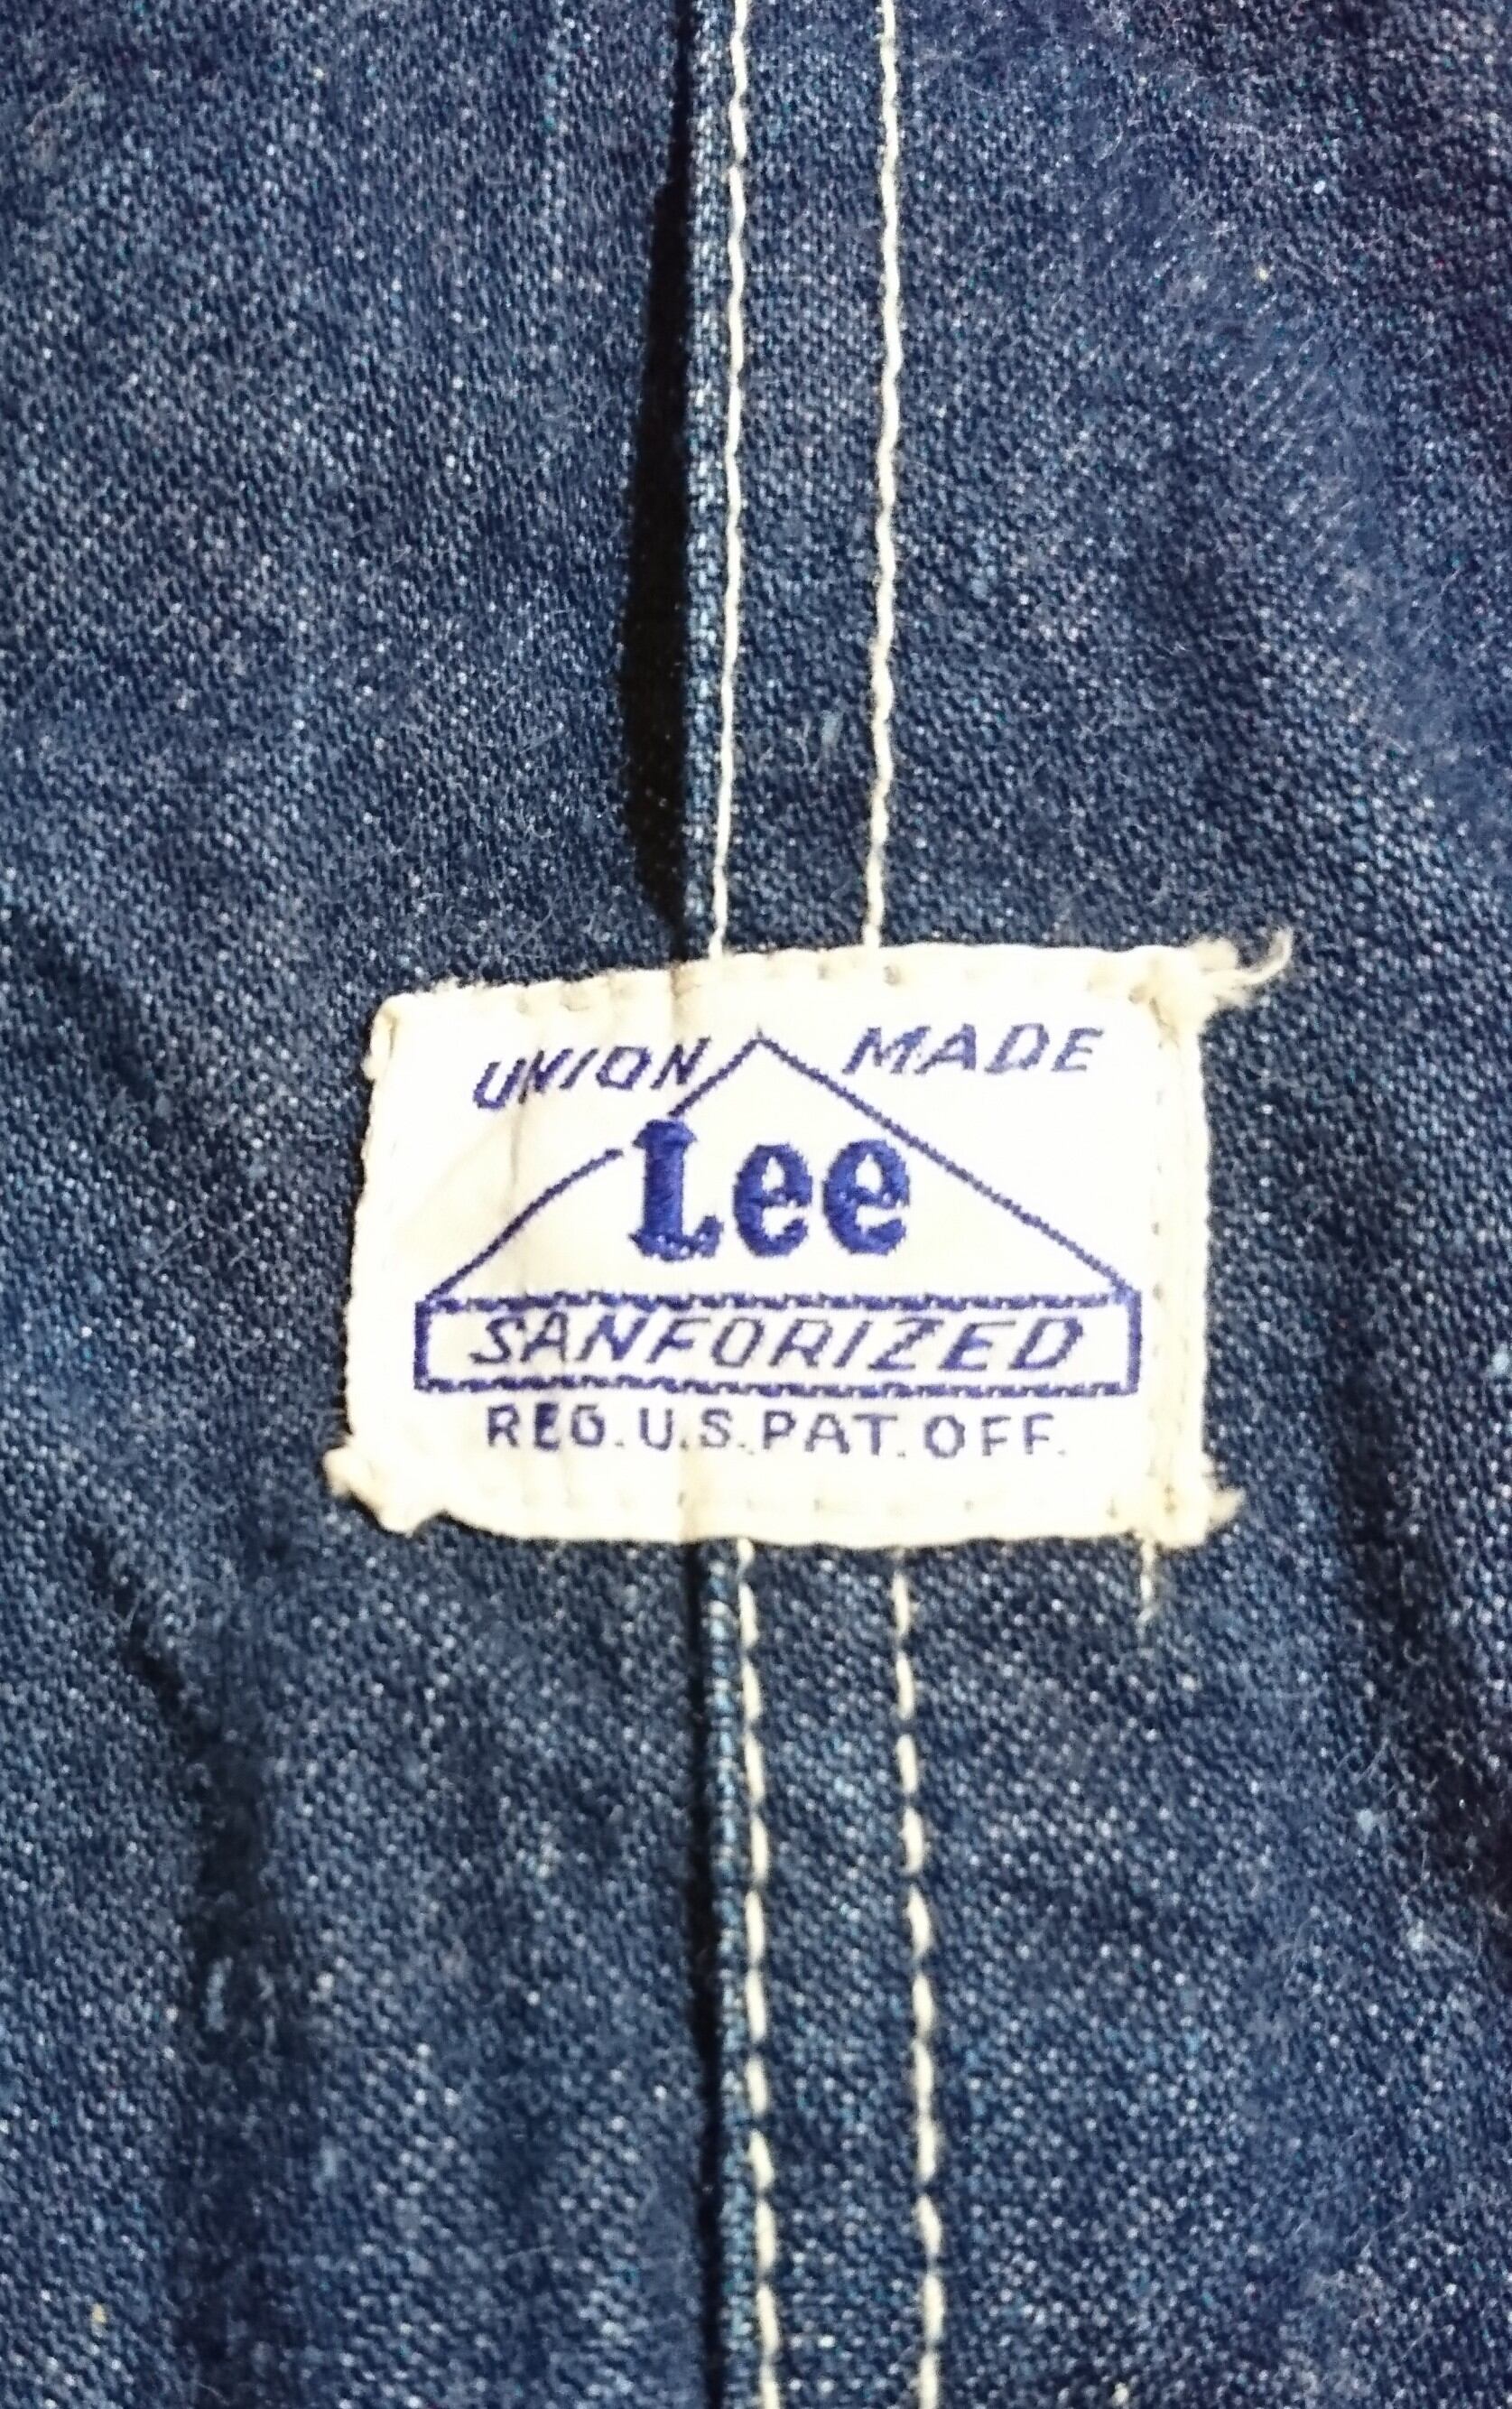 UNION MADE
Lee
SANFORIZED
REG.U.S.PAT.OFF.